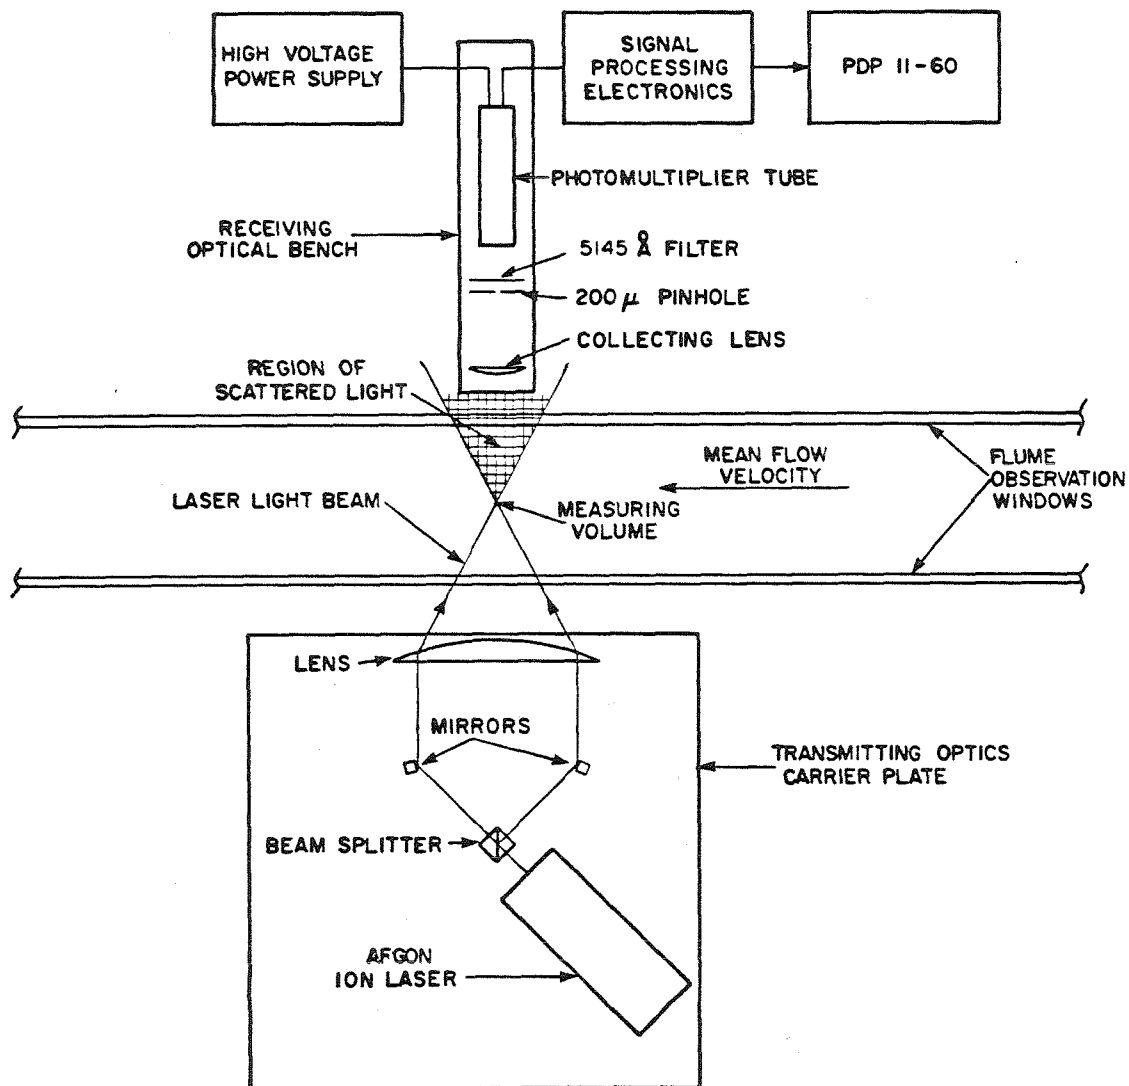 HIGH VOLTAGE
POWER SUPPLY
SIGNAL
PROCESSING
ELECTRONICS
PDP 11-60
PHOTOMULTIPLIER TUBE
RECEIVING
OPTICAL BENCH
5145 Å FILTER
200 µ PINHOLE
COLLECTING LENS
REGION OF
SCATTERED LIGHT
MEAN FLOW
VELOCITY
FLUME
OBSERVATION
WINDOWS
LASER LIGHT BEAM
MEASURING
VOLUME
LENS
MIRRORS
TRANSMITTING OPTICS
CARRIER PLATE
BEAM SPLITTER
AFGON
ION LASER